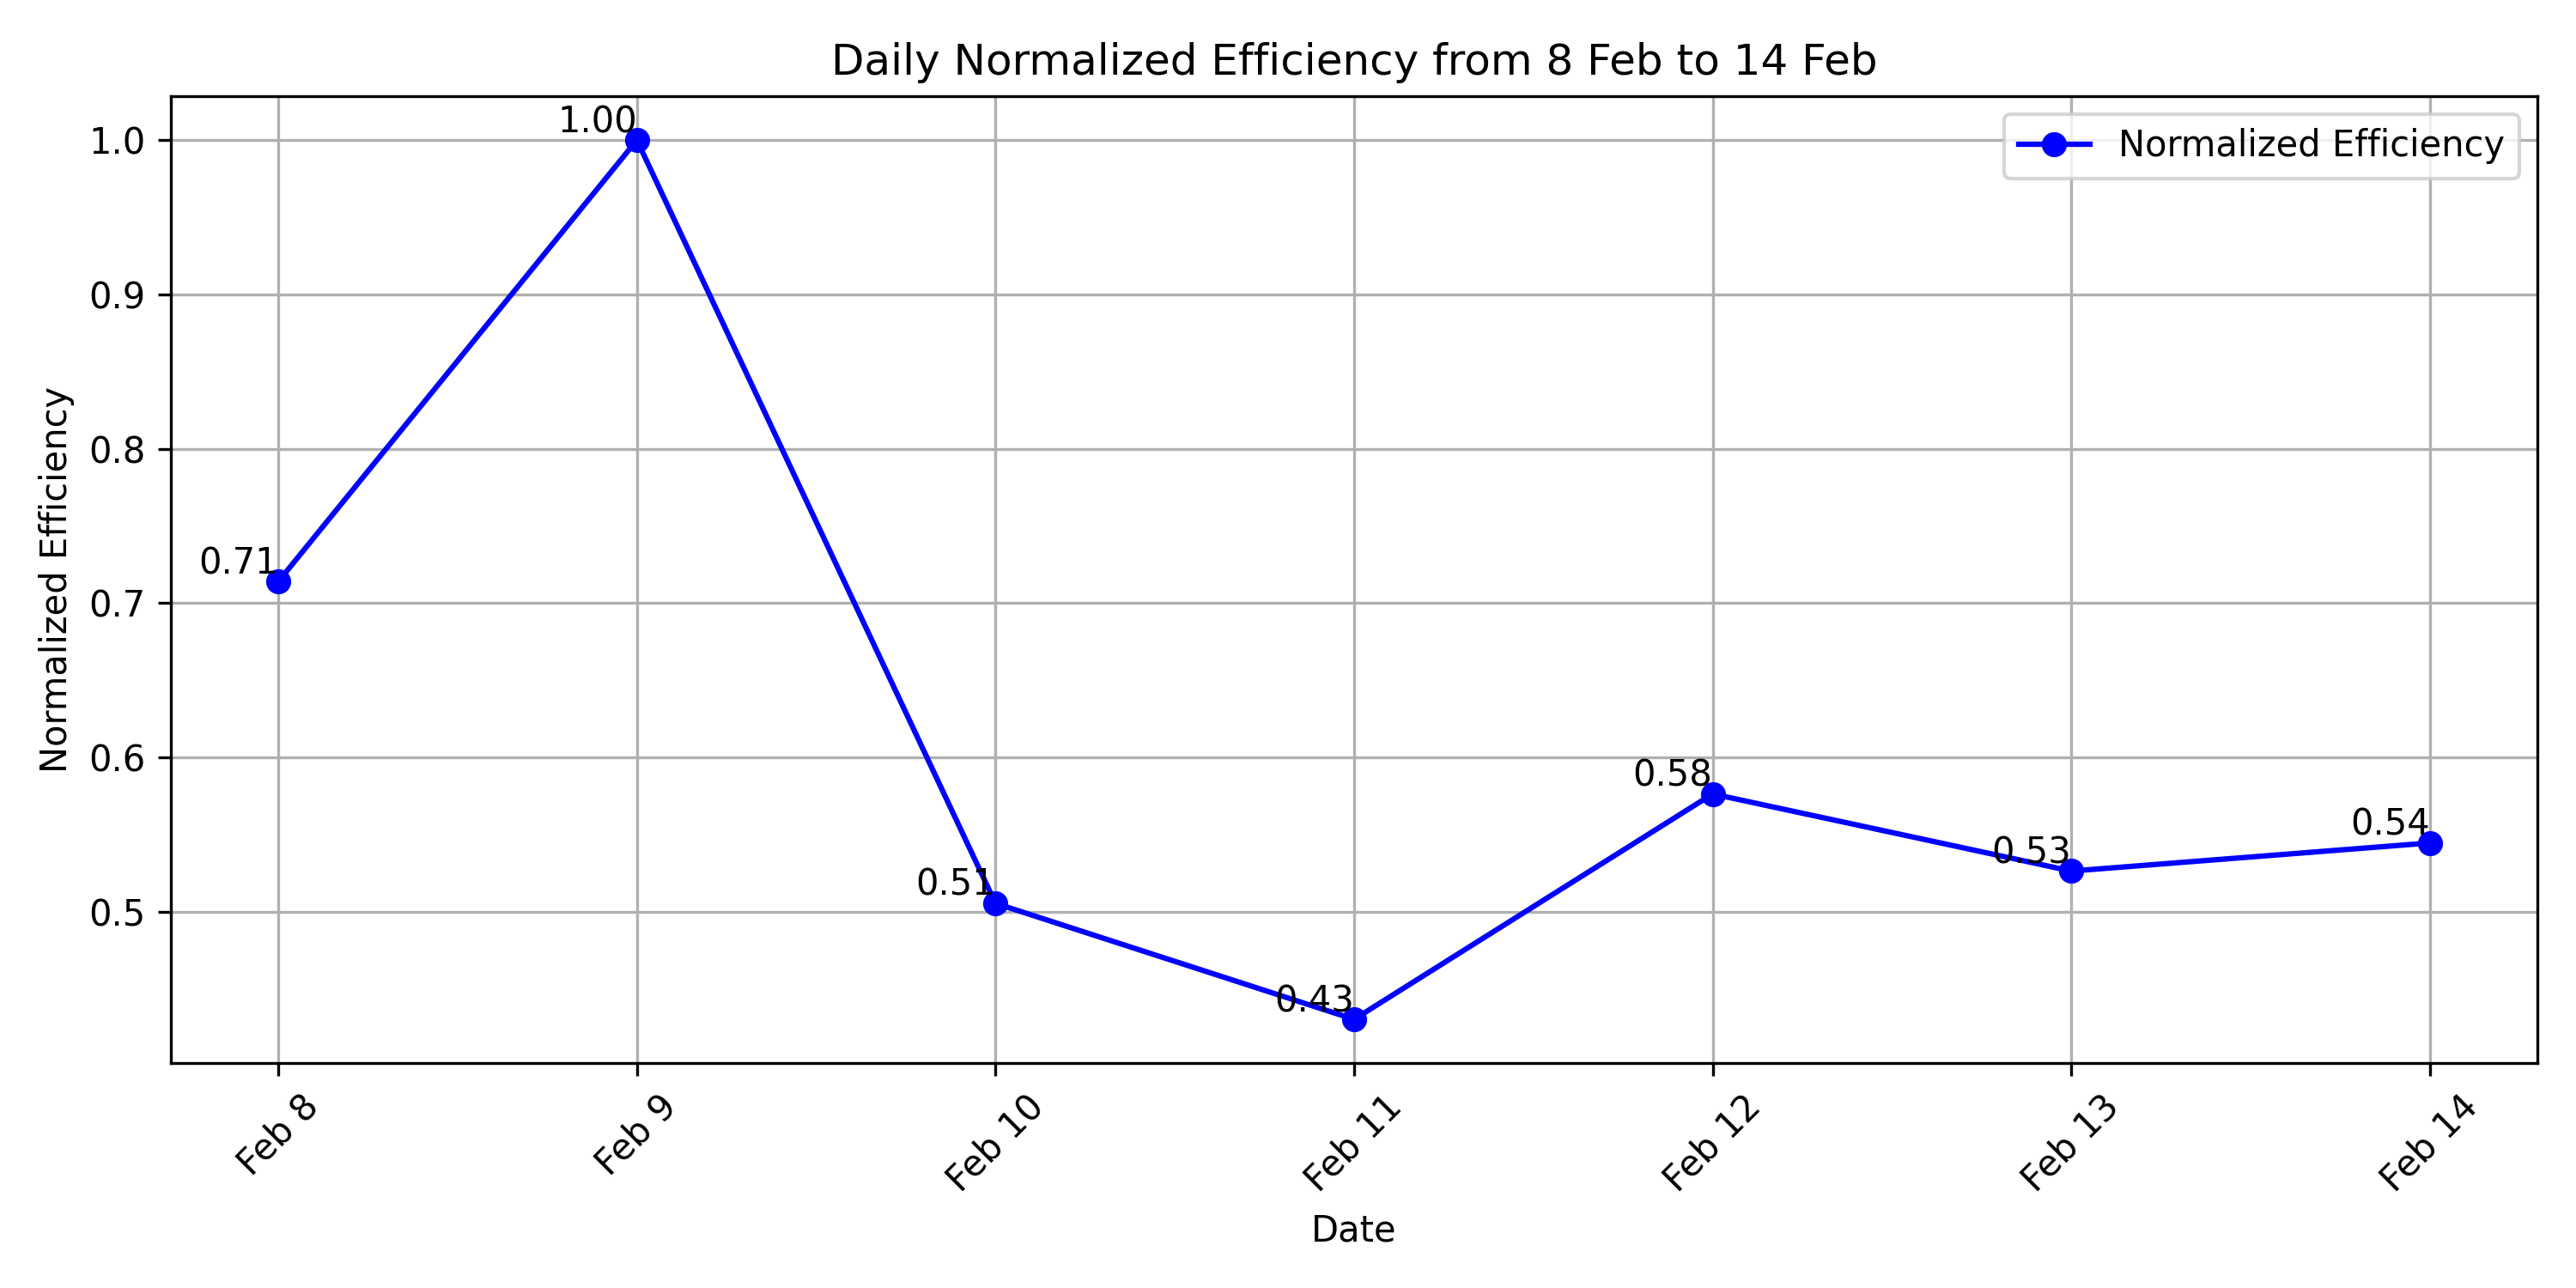 Daily Normalized Efficiency from 8 Feb to 14 Feb
Normalized Efficiency
Normalized Efficiency
1.0
0.9
0.8
0.7
0.6
0.5
0.71
1.00
0.51
0.43
0.58
0.53
0.54
Feb 8
Feb 9
Feb 10
Feb 11
Feb 12
Feb 13
Feb 14
Date